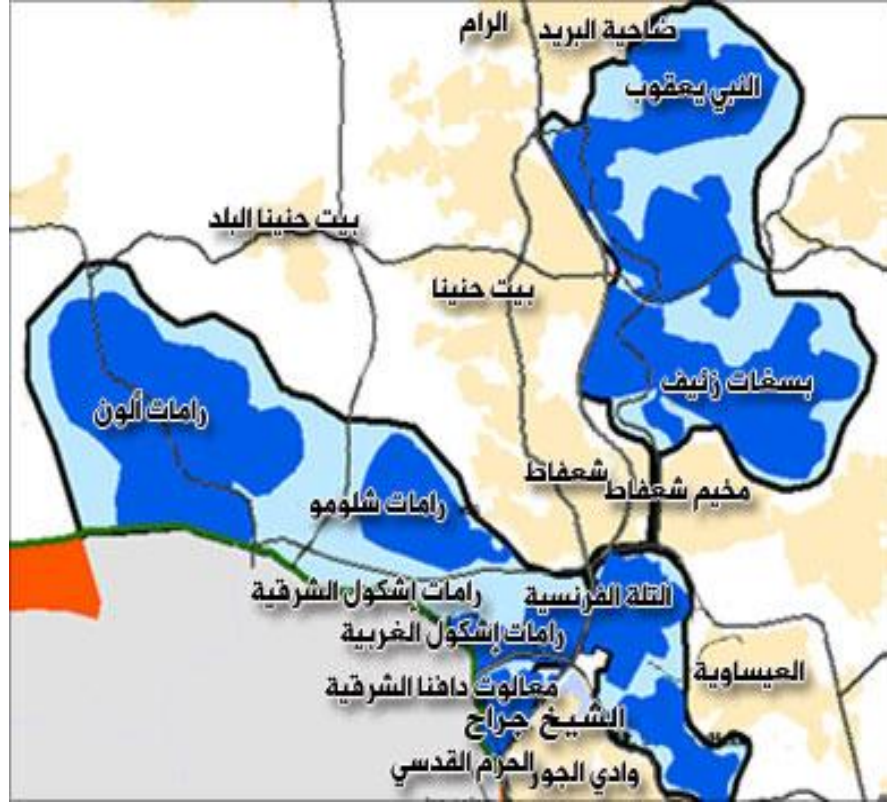 ضاحية البريد
الرام
النبي يعقوب
بيت حنينا البلد
بيت حنينا
بسغات زئيف
رامات ألون
شعفاط
مخيم شعفاط
رامات شلومو
التلة الفرنسية
رامات إشكول الشرقية
رامات إشكول الغربية
العيساوية
معالوت دافنا الشرقية
الشيخ جراح
وادي الجوز
الحرم القدسي